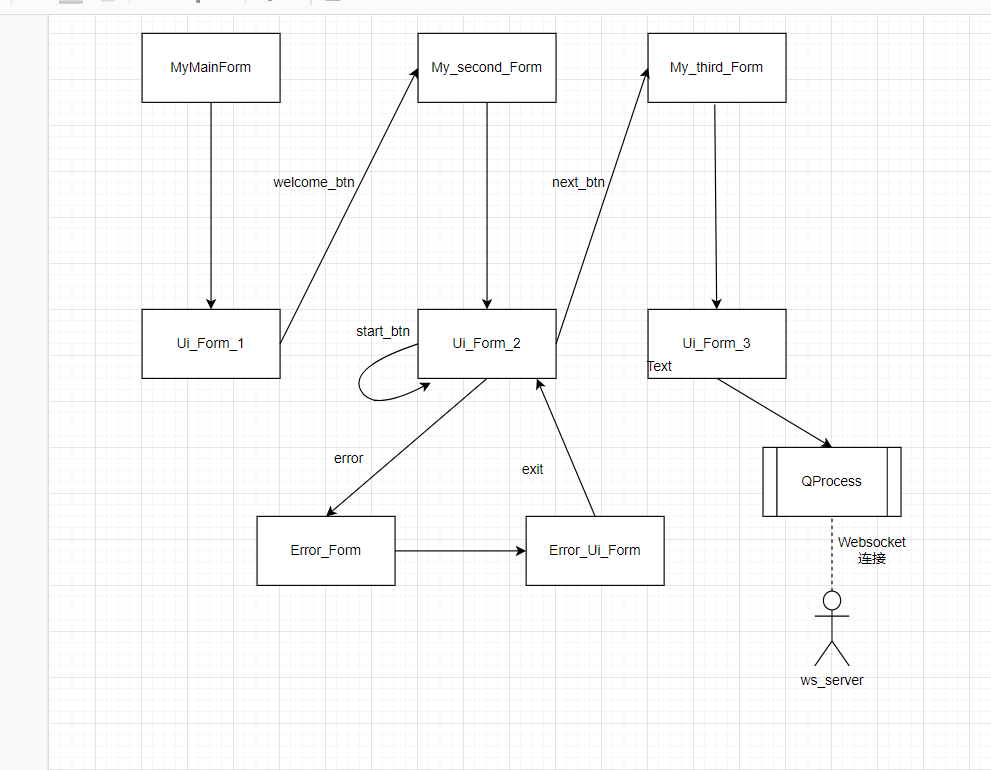 MyMainForm
My_second_Form
My_third_Form
welcome_btn
next_btn
start_btn
Ui_Form_1
Ui_Form_2
Ui_Form_3
Text
error
exit
QProcess
Error_Form
Error_Ui_Form
Websocket
连接
ws_server